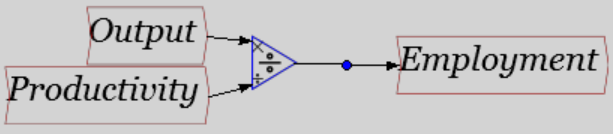 Output
Productivity
× ÷ ÷
Employment